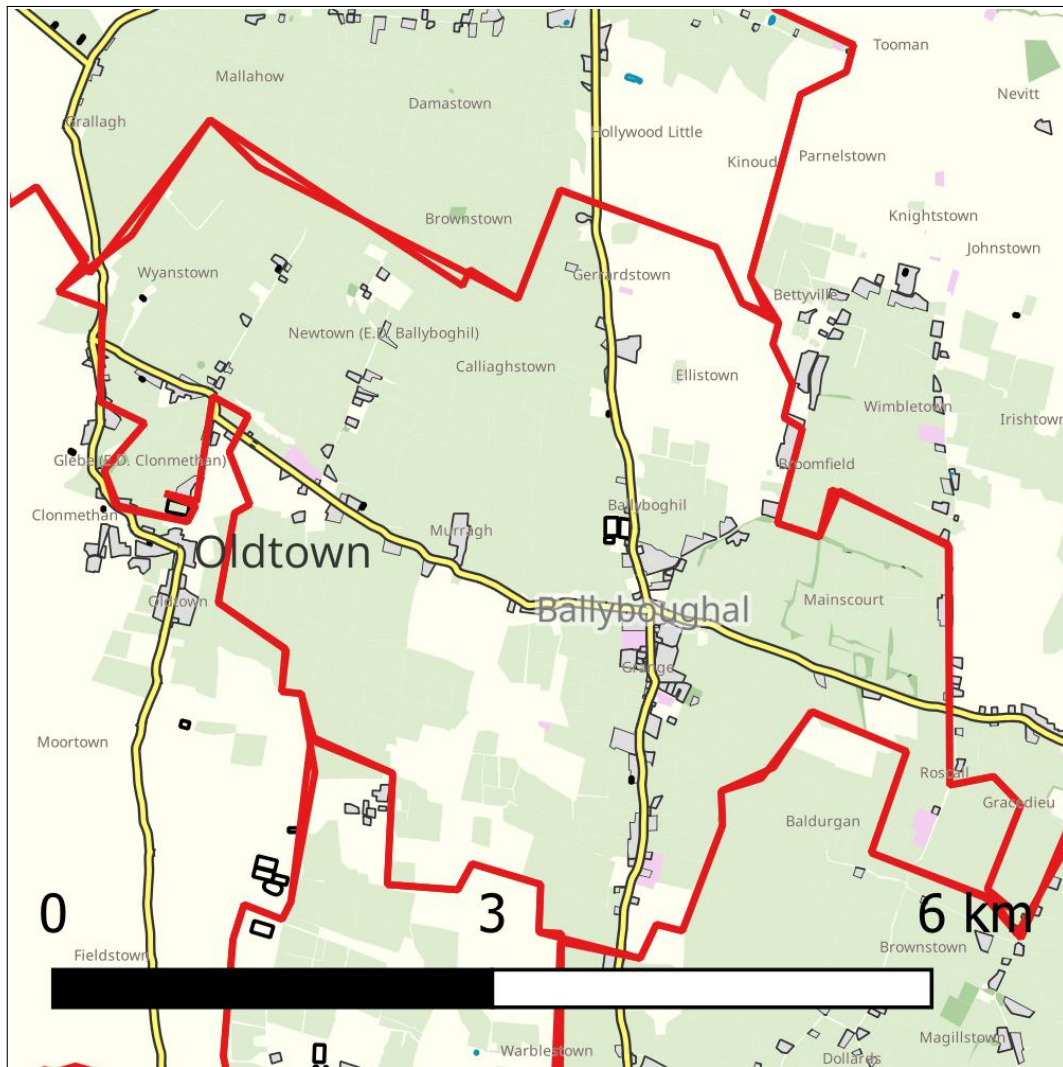 Tooman
Mallahow
Nevitt
Damastown
Grallagh
Hollywood Little
Kinoud
Parnelstown
Knightstown
Brownstown
Johnstown
Wyanstown
Gerrardstown
Bettyville
Newtown (E.D. Ballyboghil)
Calliaghstown
Ellistown
Wimbletown
Irishtown
Glebe (E.D. Clonmethan)
Broomfield
Ballyboghil
Clonmethan
Murragh
Oldtown
Oldtown
Mainscourt
Ballyboughal
Grange
Moortown
Roscall
Gracedieu
Baldurgan
0 3 6 km
Brownstown
Fieldstown
Magillstown
Warblestown
Dollards